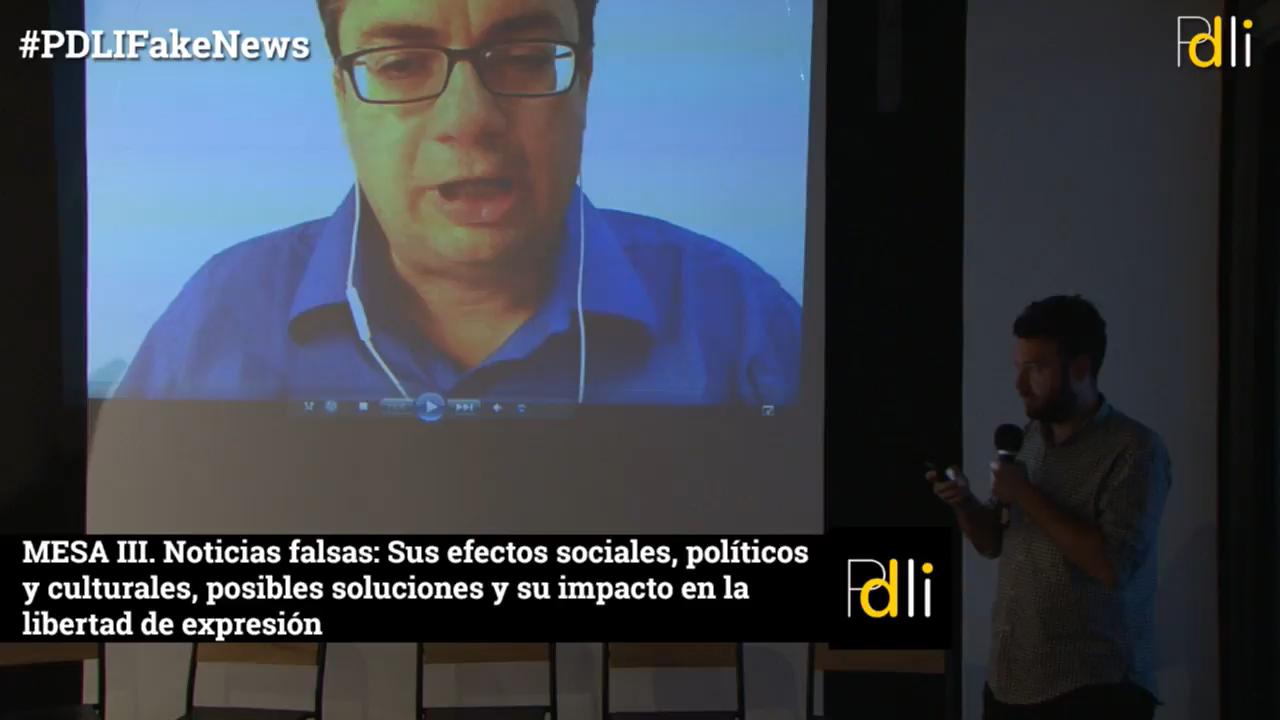 #PDLIFakeNews
Pdli
MESA III. Noticias falsas: Sus efectos sociales, políticos
y culturales, posibles soluciones y su impacto en la
libertad de expresión
Pdli